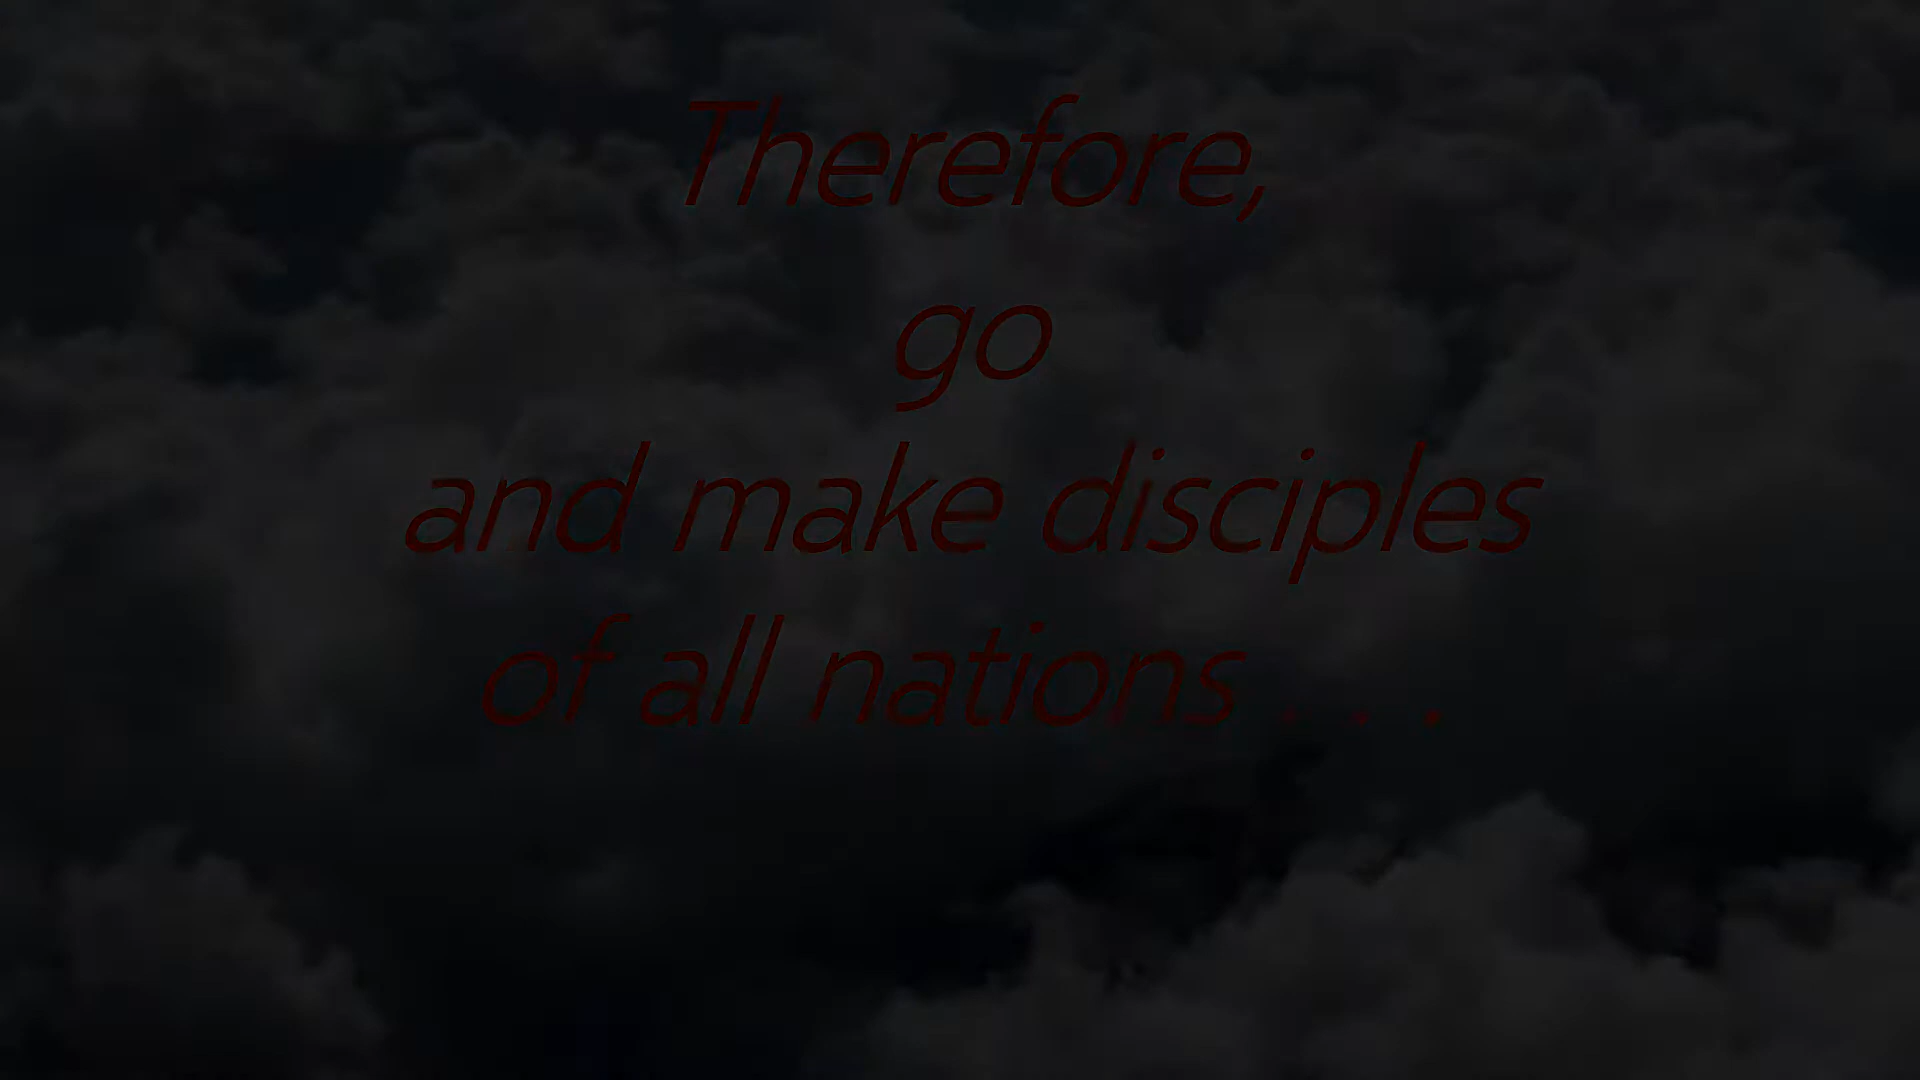 Therefore,
go
and make disciples
of all nations . . .